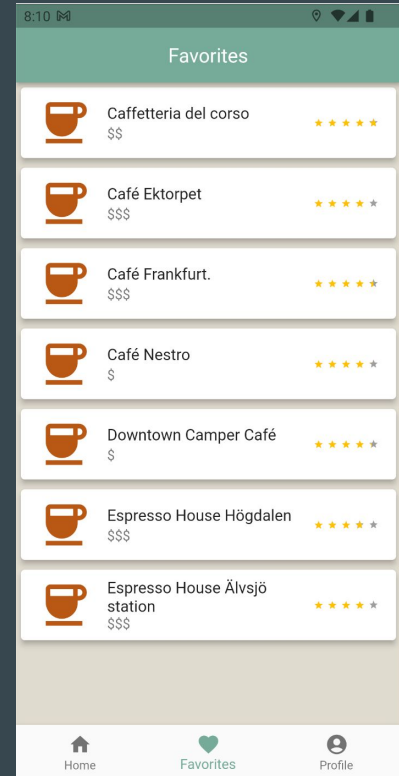 8:10
Favorites
Caffetteria del corso
$$
Café Ektorpet
$$$
Café Frankfurt.
$$$
Café Nestro
$
Downtown Camper Café
$
Espresso House Högdalen
$$$
Espresso House Älvsjö
station
$$$
Home
Favorites
Profile